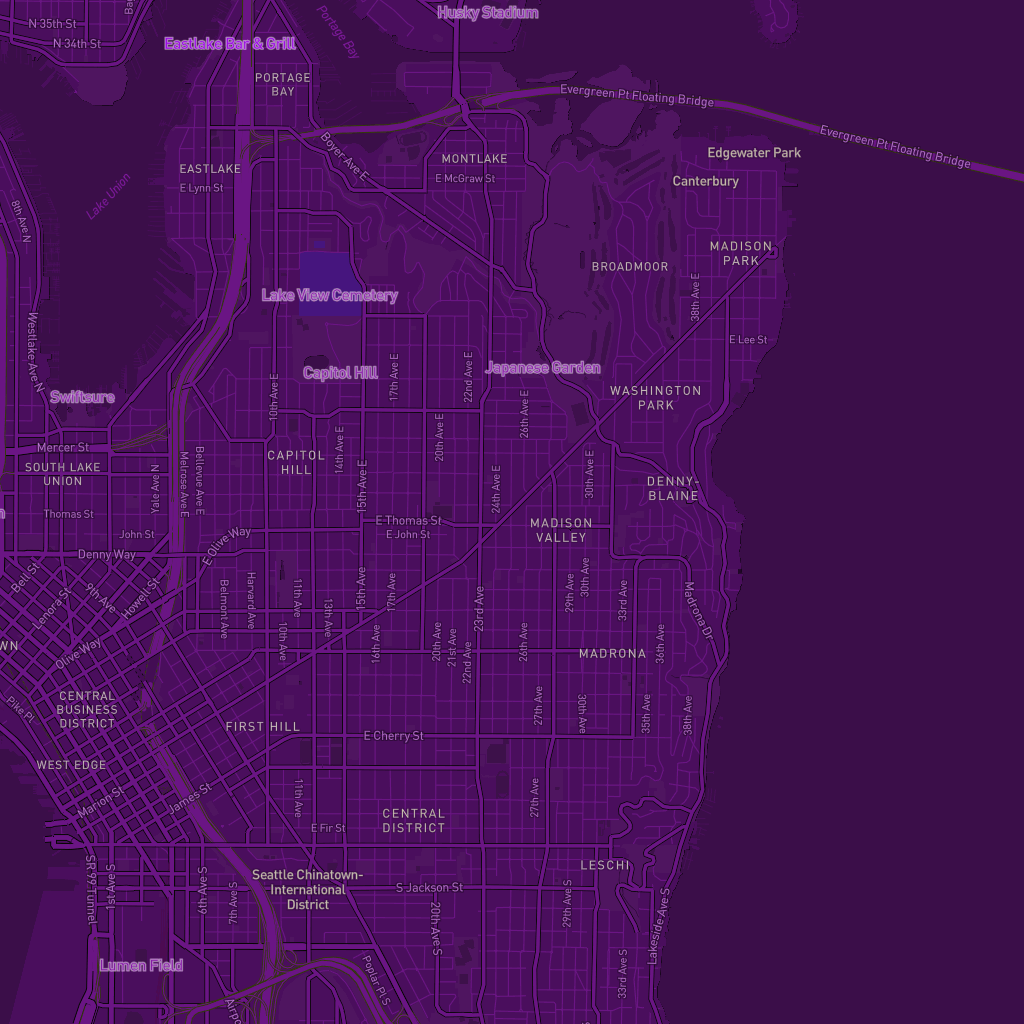 Husky Stadium
N 35th St
N 34th St
Portage Bay
Eastlake Bar & Grill
PORTAGE
BAY
Evergreen Pt Floating Bridge
Evergreen Pt Floating Bridge
Boyer Ave E
MONTLAKE
Edgewater Park
EASTLAKE
E McGraw St
Canterbury
E Lynn St
Lake Union
8th Ave N
MADISON
PARK
BROADMOOR
Lake View Cemetery
38th Ave E
Westlake Ave N
E Lee St
Capitol Hill
Japanese Garden
17th Ave E
22nd Ave E
Swiftsure
10th Ave E
26th Ave E
WASHINGTON
PARK
20th Ave E
14th Ave E
Mercer St
SOUTH LAKE
UNION
CAPITOL
HILL
Yale Ave N
Melrose Ave E
Bellevue Ave E
15th Ave E
24th Ave E
30th Ave E
DENNY-
BLAINE
Thomas St
John St
E Olive Way
E Thomas St
E John St
MADISON
VALLEY
Denny Way
Bell St
9th Ave
Lenora St
Howell St
Belmont Ave
Harvard Ave
11th Ave
13th Ave
15th Ave
17th Ave
23rd Ave
29th Ave
30th Ave
33rd Ave
Madrona Dr
WN
Olive Way
10th Ave
16th Ave
20th Ave
21st Ave
22nd Ave
26th Ave
MADRONA
36th Ave
CENTRAL
BUSINESS
DISTRICT
Pike Pl
FIRST HILL
E Cherry St
27th Ave
30th Ave
35th Ave
38th Ave
WEST EDGE
Marion St
James St
11th Ave
27th Ave
CENTRAL
DISTRICT
E Fir St
LESCHI
SR 99 Tunnel
1st Ave S
6th Ave S
7th Ave S
Seattle Chinatown-
International
District
S Jackson St
20th Ave S
29th Ave S
Lakeside Ave S
33rd Ave S
Lumen Field
Poplar Pl S